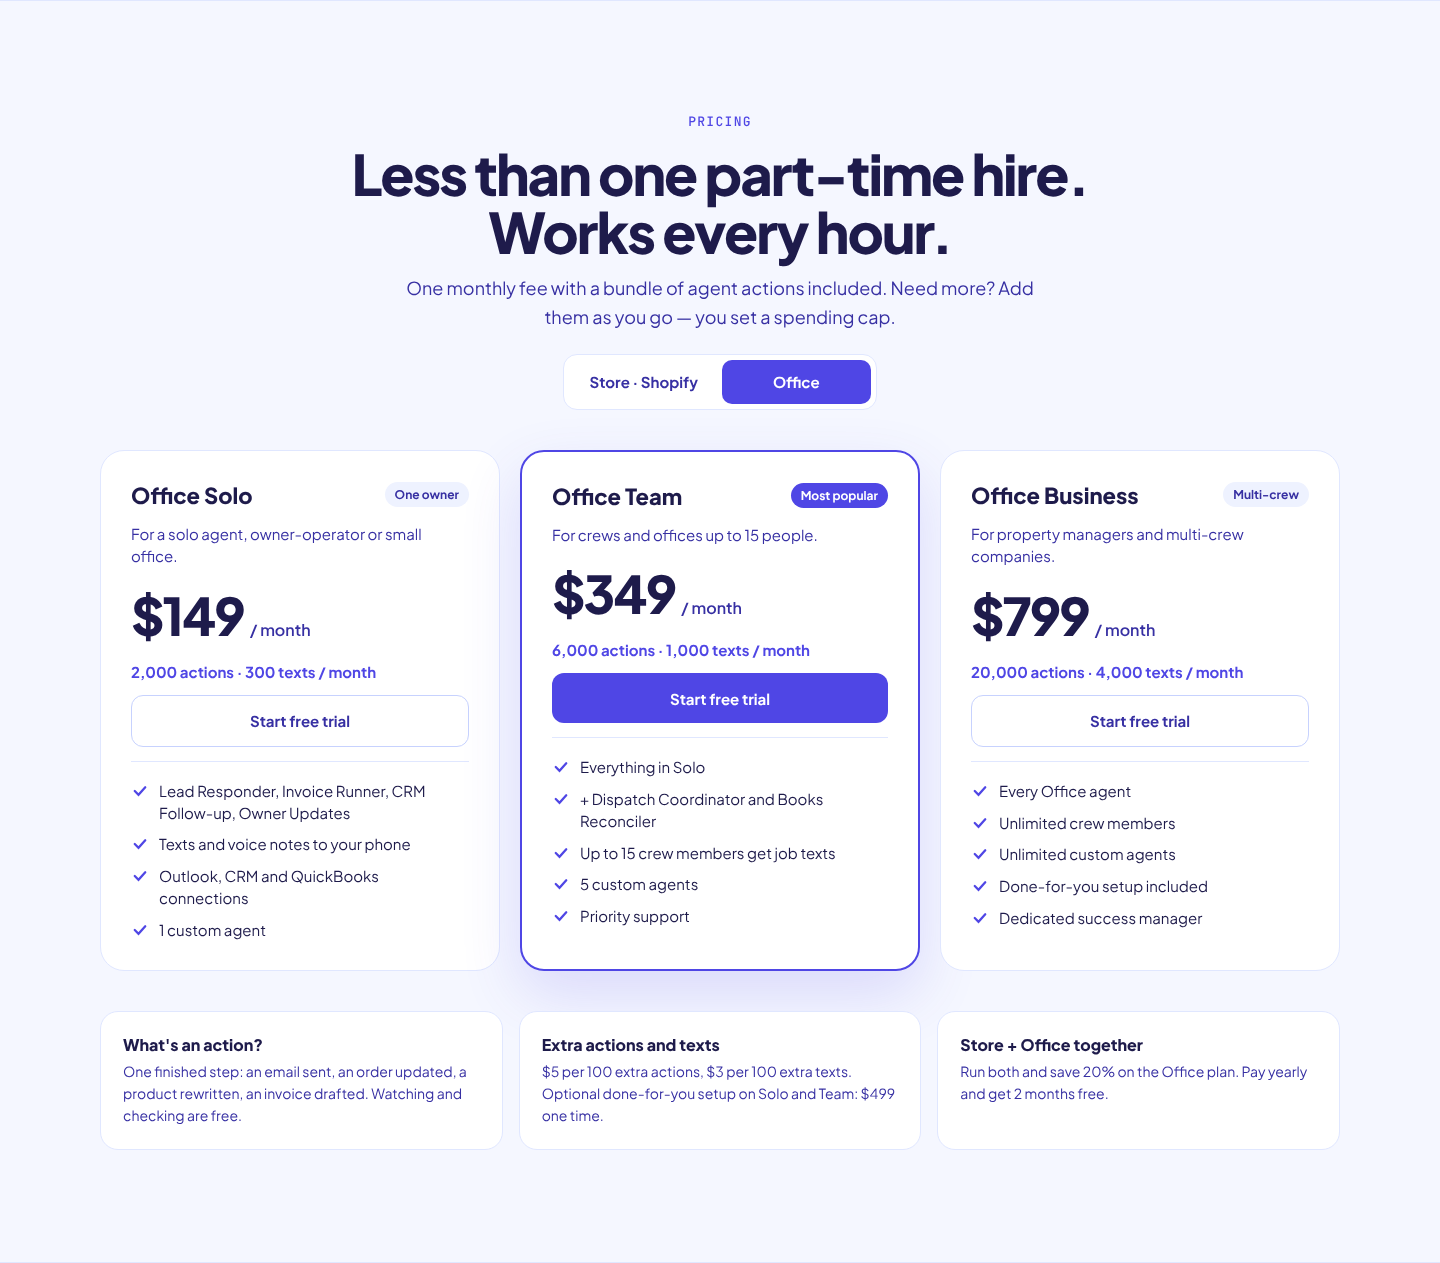 PRICING
Less than one part-time hire.
Works every hour.
One monthly fee with a bundle of agent actions included. Need more? Add
them as you go — you set a spending cap.
Store · Shopify
Office
Office Solo
One owner
For a solo agent, owner-operator or small
office.
$149 / month
2,000 actions · 300 texts / month
Start free trial
Lead Responder, Invoice Runner, CRM
Follow-up, Owner Updates
Texts and voice notes to your phone
Outlook, CRM and QuickBooks
connections
1 custom agent
Office Team
Most popular
For crews and offices up to 15 people.
$349 / month
6,000 actions · 1,000 texts / month
Start free trial
Everything in Solo
+ Dispatch Coordinator and Books
Reconciler
Up to 15 crew members get job texts
5 custom agents
Priority support
Office Business
Multi-crew
For property managers and multi-crew
companies.
$799 / month
20,000 actions · 4,000 texts / month
Start free trial
Every Office agent
Unlimited crew members
Unlimited custom agents
Done-for-you setup included
Dedicated success manager
What's an action?
One finished step: an email sent, an order updated, a
product rewritten, an invoice drafted. Watching and
checking are free.
Extra actions and texts
$5 per 100 extra actions, $3 per 100 extra texts.
Optional done-for-you setup on Solo and Team: $499
one time.
Store + Office together
Run both and save 20% on the Office plan. Pay yearly
and get 2 months free.